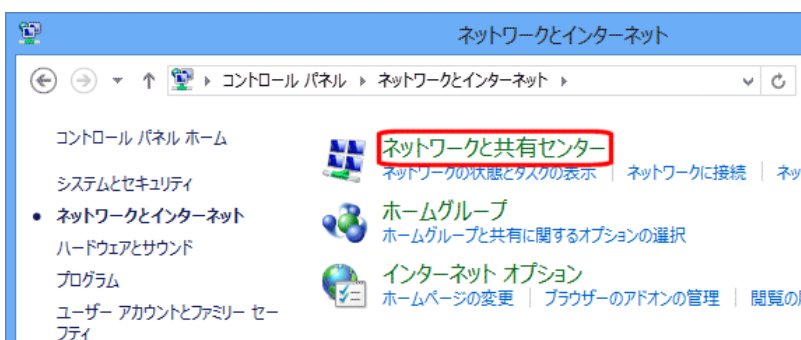 ネットワークとインターネット
コントロール パネル ネットワークとインターネット
コントロール パネル ホーム
システムとセキュリティ
ネットワークとインターネット
ハードウェアとサウンド
プログラム
ユーザー アカウントとファミリー セー
フティ
ネットワークと共有センター
ネットワークの状態とタスクの表示 ネットワークに接続 ネッ
ホームグループ
ホームグループと共有に関するオプションの選択
インターネット オプション
ホームページの変更 ブラウザーのアドオンの管理 閲覧の